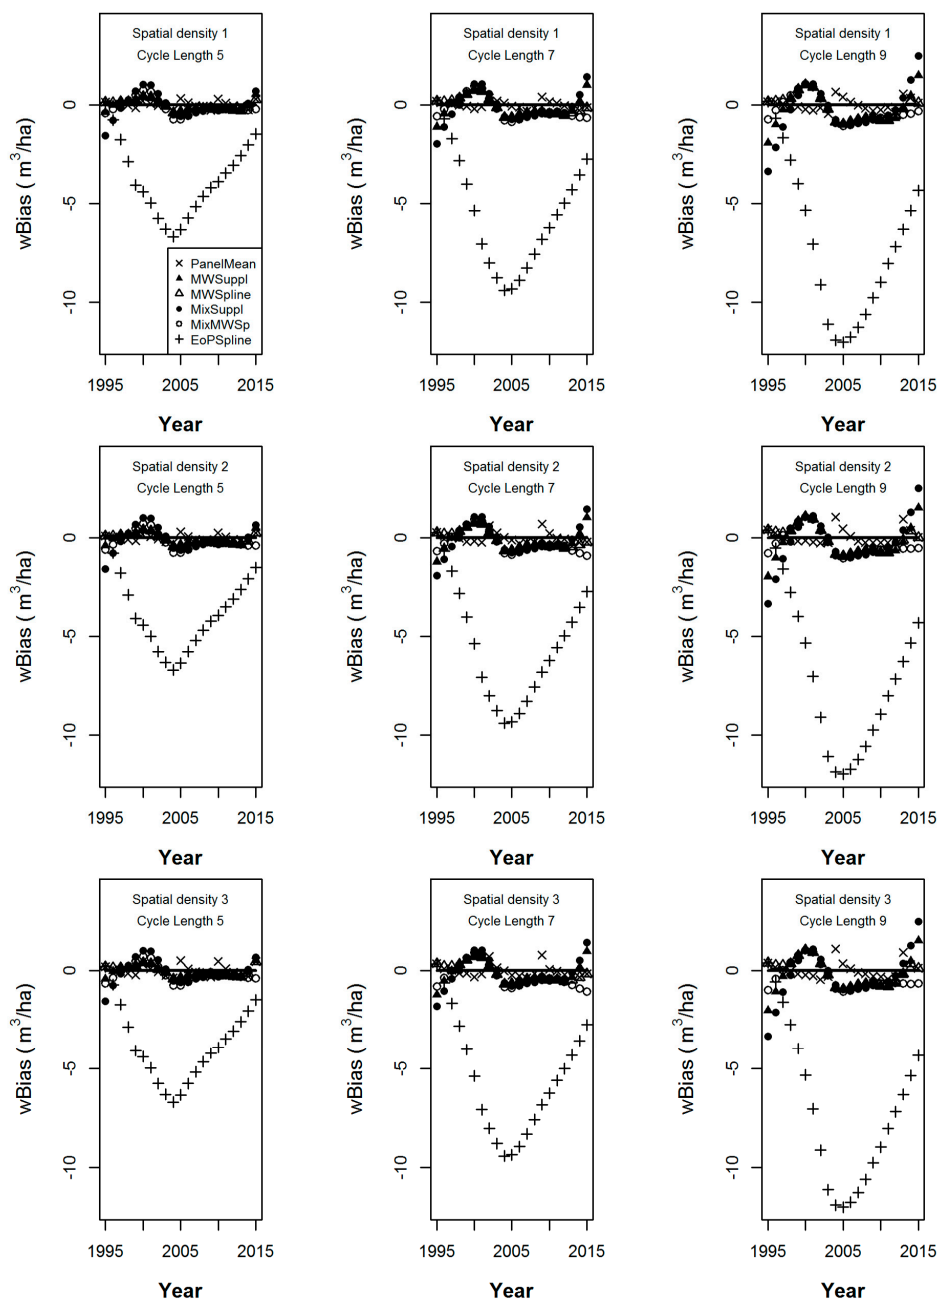 Spatial density 1
Cycle Length 5
wBias ( m³/ha)
0
-5
-10
PanelMean
MWSuppl
MWSpline
MixSuppl
MixMWSp
EoPSpline
1995
2005
2015
Year
Spatial density 1
Cycle Length 7
wBias ( m³/ha)
0
-5
-10
1995
2005
2015
Year
Spatial density 1
Cycle Length 9
wBias ( m³/ha)
0
-5
-10
1995
2005
2015
Year
Spatial density 2
Cycle Length 5
wBias ( m³/ha)
0
-5
-10
1995
2005
2015
Year
Spatial density 2
Cycle Length 7
wBias ( m³/ha)
0
-5
-10
1995
2005
2015
Year
Spatial density 2
Cycle Length 9
wBias ( m³/ha)
0
-5
-10
1995
2005
2015
Year
Spatial density 3
Cycle Length 5
wBias ( m³/ha)
0
-5
-10
1995
2005
2015
Year
Spatial density 3
Cycle Length 7
wBias ( m³/ha)
0
-5
-10
1995
2005
2015
Year
Spatial density 3
Cycle Length 9
wBias ( m³/ha)
0
-5
-10
1995
2005
2015
Year